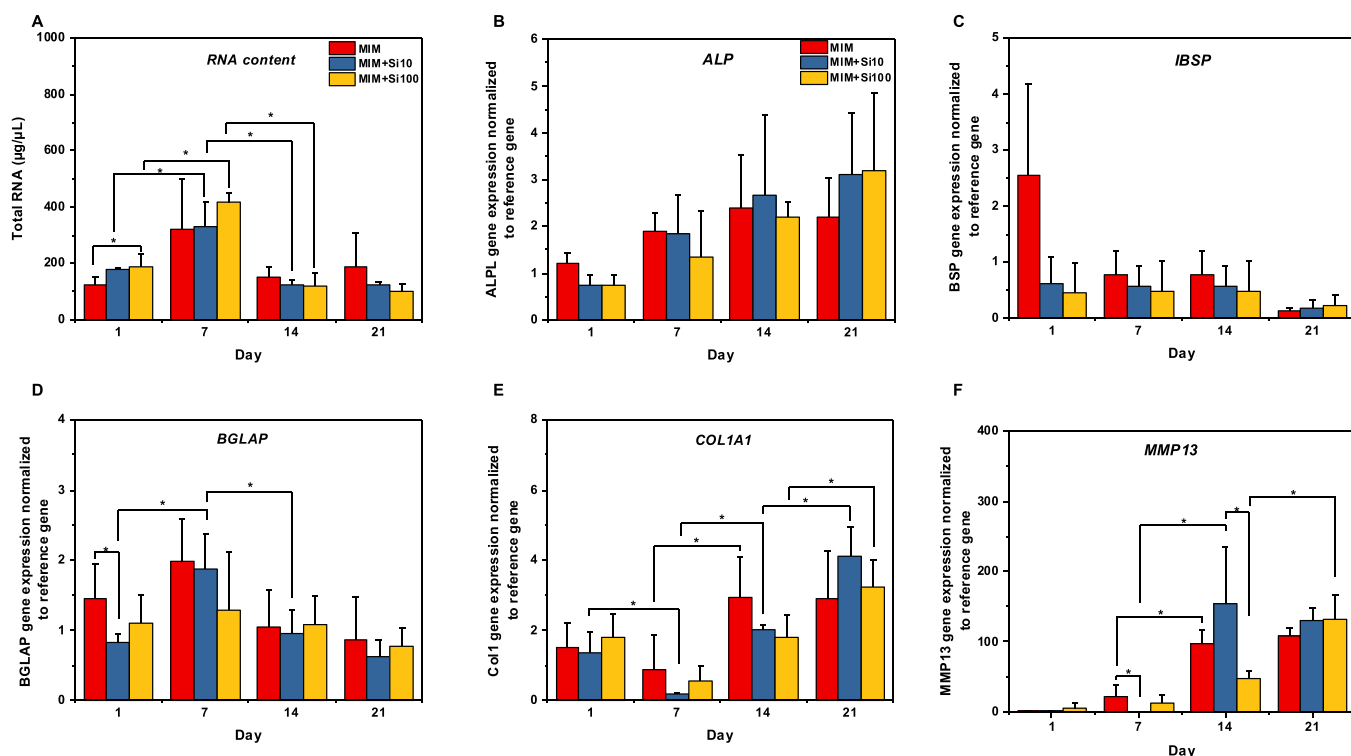 A
RNA content
MIM
MIM+Si10
MIM+Si100
Total RNA (µg/µL)
1000
800
600
400
200
0
*
*
*
*
*
1
7
14
21
Day
B
ALP
MIM
MIM+Si10
MIM+Si100
ALPL gene expression normalized
to reference gene
6
5
4
3
2
1
0
1
7
14
21
Day
C
IBSP
BSP gene expression normalized
to reference gene
5
4
3
2
1
0
1
7
14
21
Day
D
BGLAP
BGLAP gene expression normalized
to reference gene
4
3
2
1
0
*
*
*
1
7
14
21
Day
E
COL1A1
Col1 gene expression normalized
to reference gene
8
6
4
2
0
*
*
*
*
*
1
7
14
21
Day
F
MMP13
MMP13 gene expression normalized
to reference gene
400
300
200
150
100
50
0
*
*
*
*
*
1
7
14
21
Day